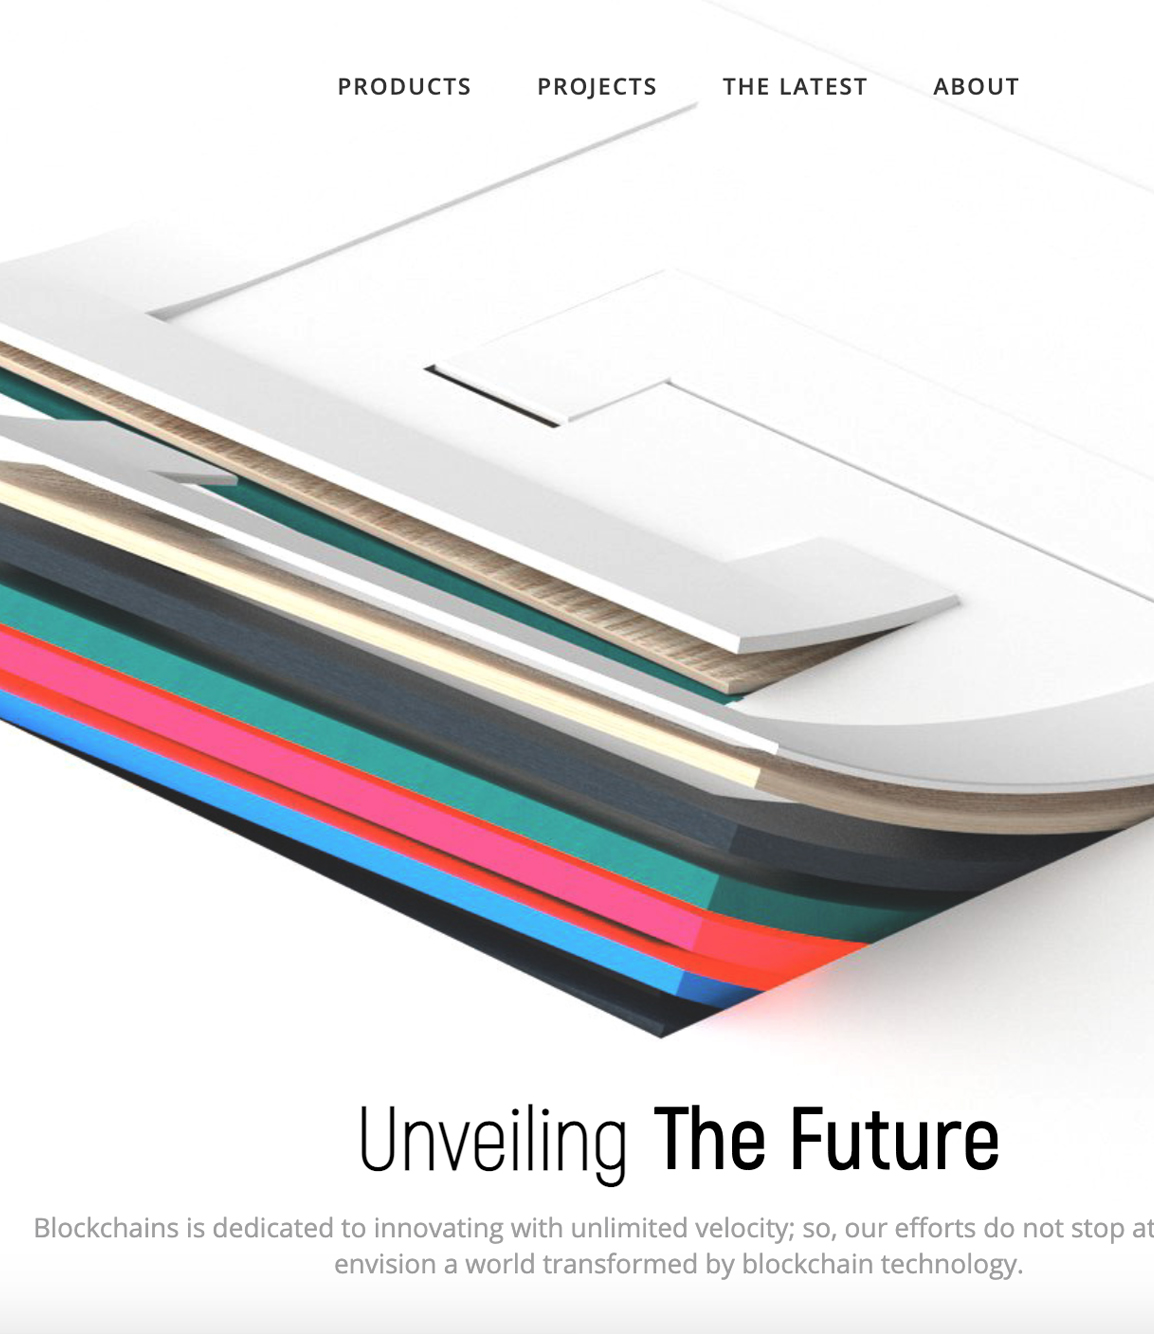 PRODUCTS PROJECTS THE LATEST ABOUT
Unveiling The Future
Blockchains is dedicated to innovating with unlimited velocity; so, our efforts do not stop at
envision a world transformed by blockchain technology.